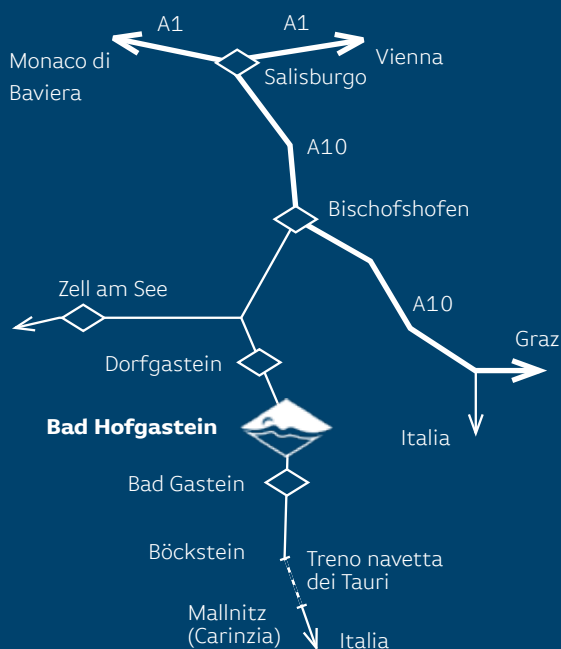 A1
A1
Monaco di
Baviera
Vienna
Salisburgo
A10
Bischofshofen
Zell am See
A10
Graz
Dorfgastein
Bad Hofgastein
Italia
Bad Gastein
Böckstein
Treno navetta
dei Tauri
Mallnitz
(Carinzia)
Italia